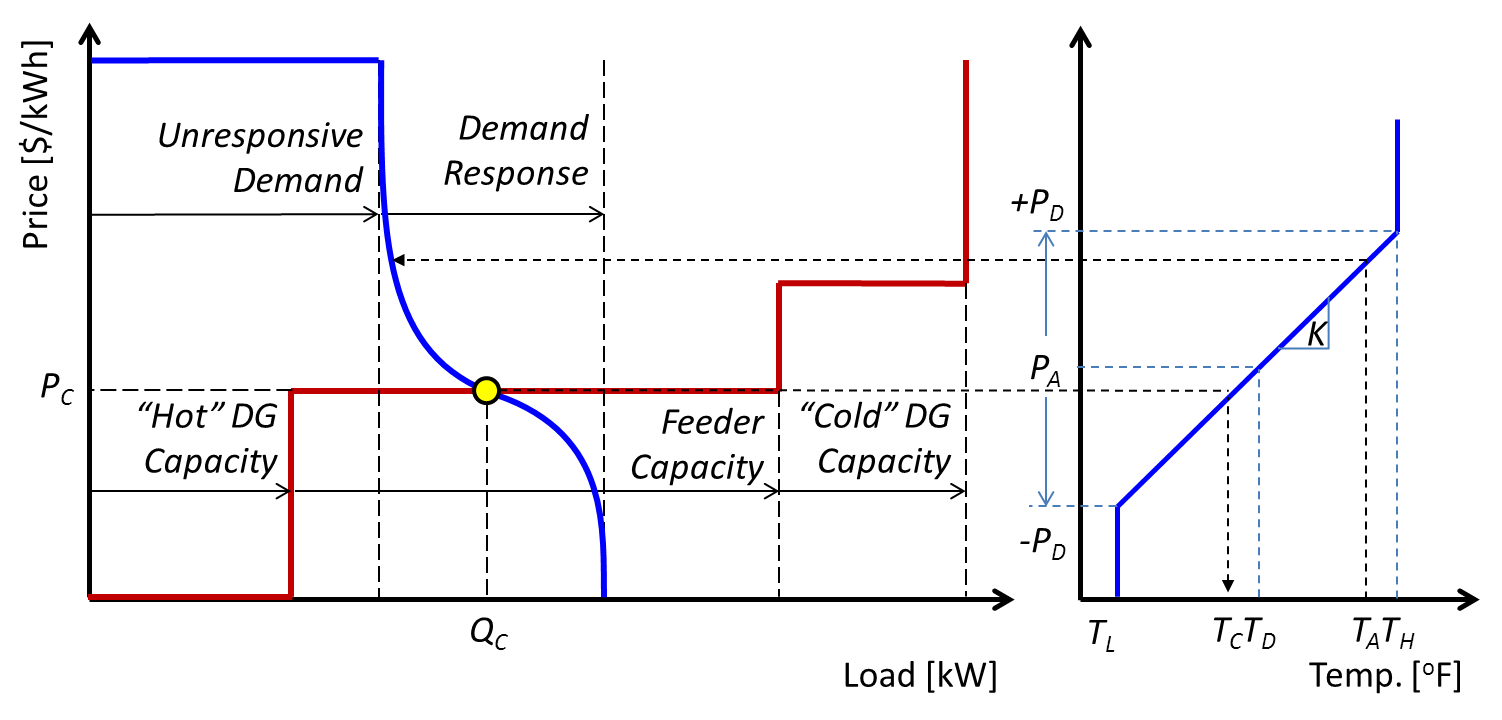 Price [$/kWh]
Unresponsive
Demand
Demand
Response
P_C
“Hot” DG
Capacity
Feeder
Capacity
“Cold” DG
Capacity
Q_C
Load [kW]
+P_D
P_A
-P_D
K
T_L
T_C T_D
T_A T_H
Temp. [ºF]